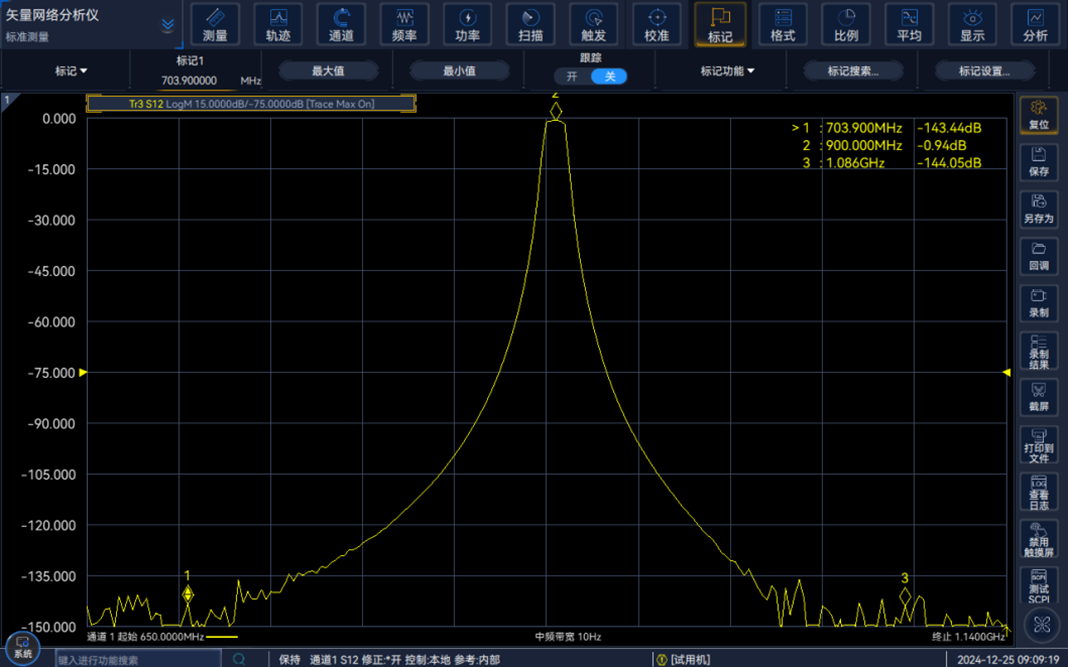 矢量网络分析仪
标准测量
测量 轨迹 通道 频率 功率 扫描 触发 校准 标记 格式 比例 平均 显示 分析
标记
标记1
703.900000 MHz
最大值
最小值
跟踪
开 关
标记功能
标记搜索...
标记设置...
1
Tr3 S12 LogM 15.0000dB/-75.0000dB [Trace Max On]
2
> 1 : 703.900MHz -143.44dB
2 : 900.000MHz -0.94dB
3 : 1.086GHz -144.05dB
0.000
-15.000
-30.000
-45.000
-60.000
-75.000
-90.000
-105.000
-120.000
-135.000
-150.000
1
3
通道 1 起始 650.0000MHz
中频带宽 10Hz
终止 1.1400GHz
复位
保存
另存为
回调
录制
录制
结果
截屏
打印到
文件
LOG
查看
日志
禁用
触摸屏
SCPI
测试
SCPI
系统
键入进行功能搜索
保持 通道1 S12 修正:*开 控制:本地 参考:内部
[试用机]
2024-12-25 09:09:19